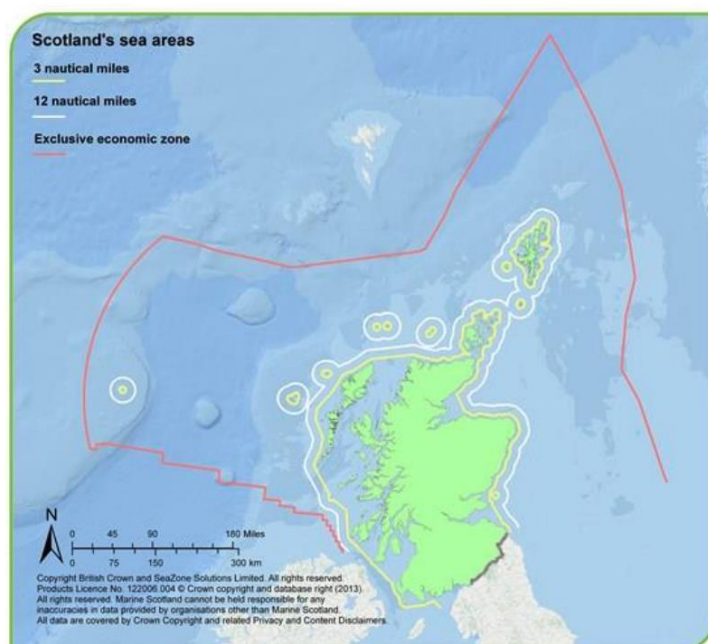 Scotland's sea areas
3 nautical miles
12 nautical miles
Exclusive economic zone
N
0 45 90 180 Miles
0 75 150 300 km
Copyright British Crown and SeaZone Solutions Limited. All rights reserved.
Products Licence No. 122006.004 © Crown copyright and database right (2013).
All rights reserved. Marine Scotland cannot be held responsible for any
inaccuracies in data provided by organisations other than Marine Scotland.
All data are covered by Crown Copyright and related Privacy and Content Disclaimers.